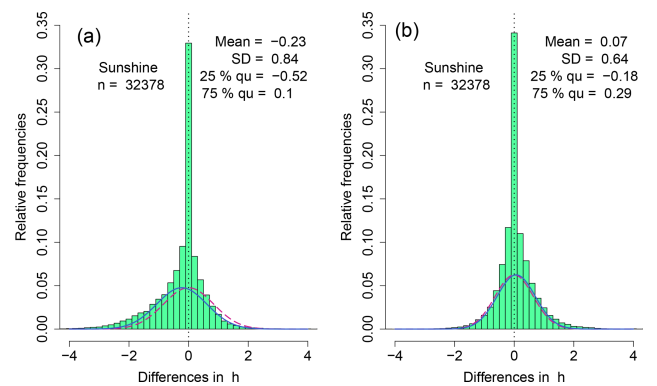 (a)
Sunshine
n = 32378
Mean = −0.23
SD = 0.84
25 % qu = −0.52
75 % qu = 0.1
Relative frequencies
0.35
0.30
0.25
0.20
0.15
0.10
0.05
0.00
−4 −2 0 2 4
Differences in h
(b)
Sunshine
n = 32378
Mean = 0.07
SD = 0.64
25 % qu = −0.18
75 % qu = 0.29
Relative frequencies
0.35
0.30
0.25
0.20
0.15
0.10
0.05
0.00
−4 −2 0 2 4
Differences in h